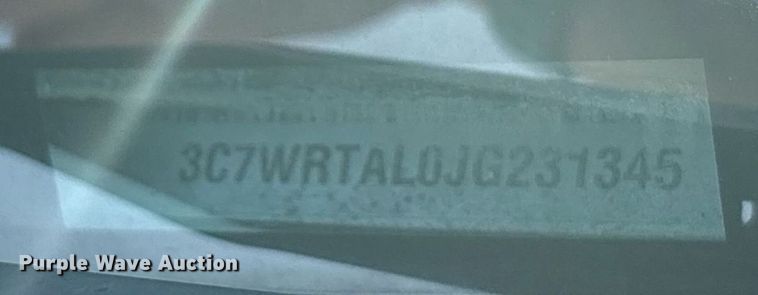 3C7WRTAL0JG231345
Purple Wave Auction